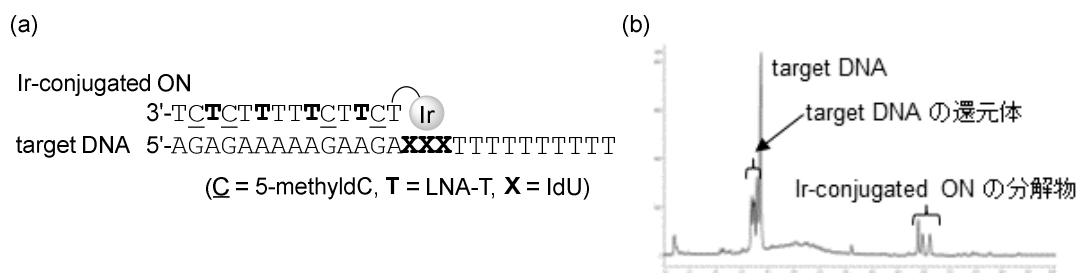 (a)
Ir-conjugated ON
3'-TCTCTTTTCTTCT Ir
target DNA 5'-AGAGAAAAAGAAGAXXXTTTTTTTTTT
(C = 5-methyldC, T = LNA-T, X = IdU)
(b)
target DNA
target DNA の還元体
Ir-conjugated ON の分解物